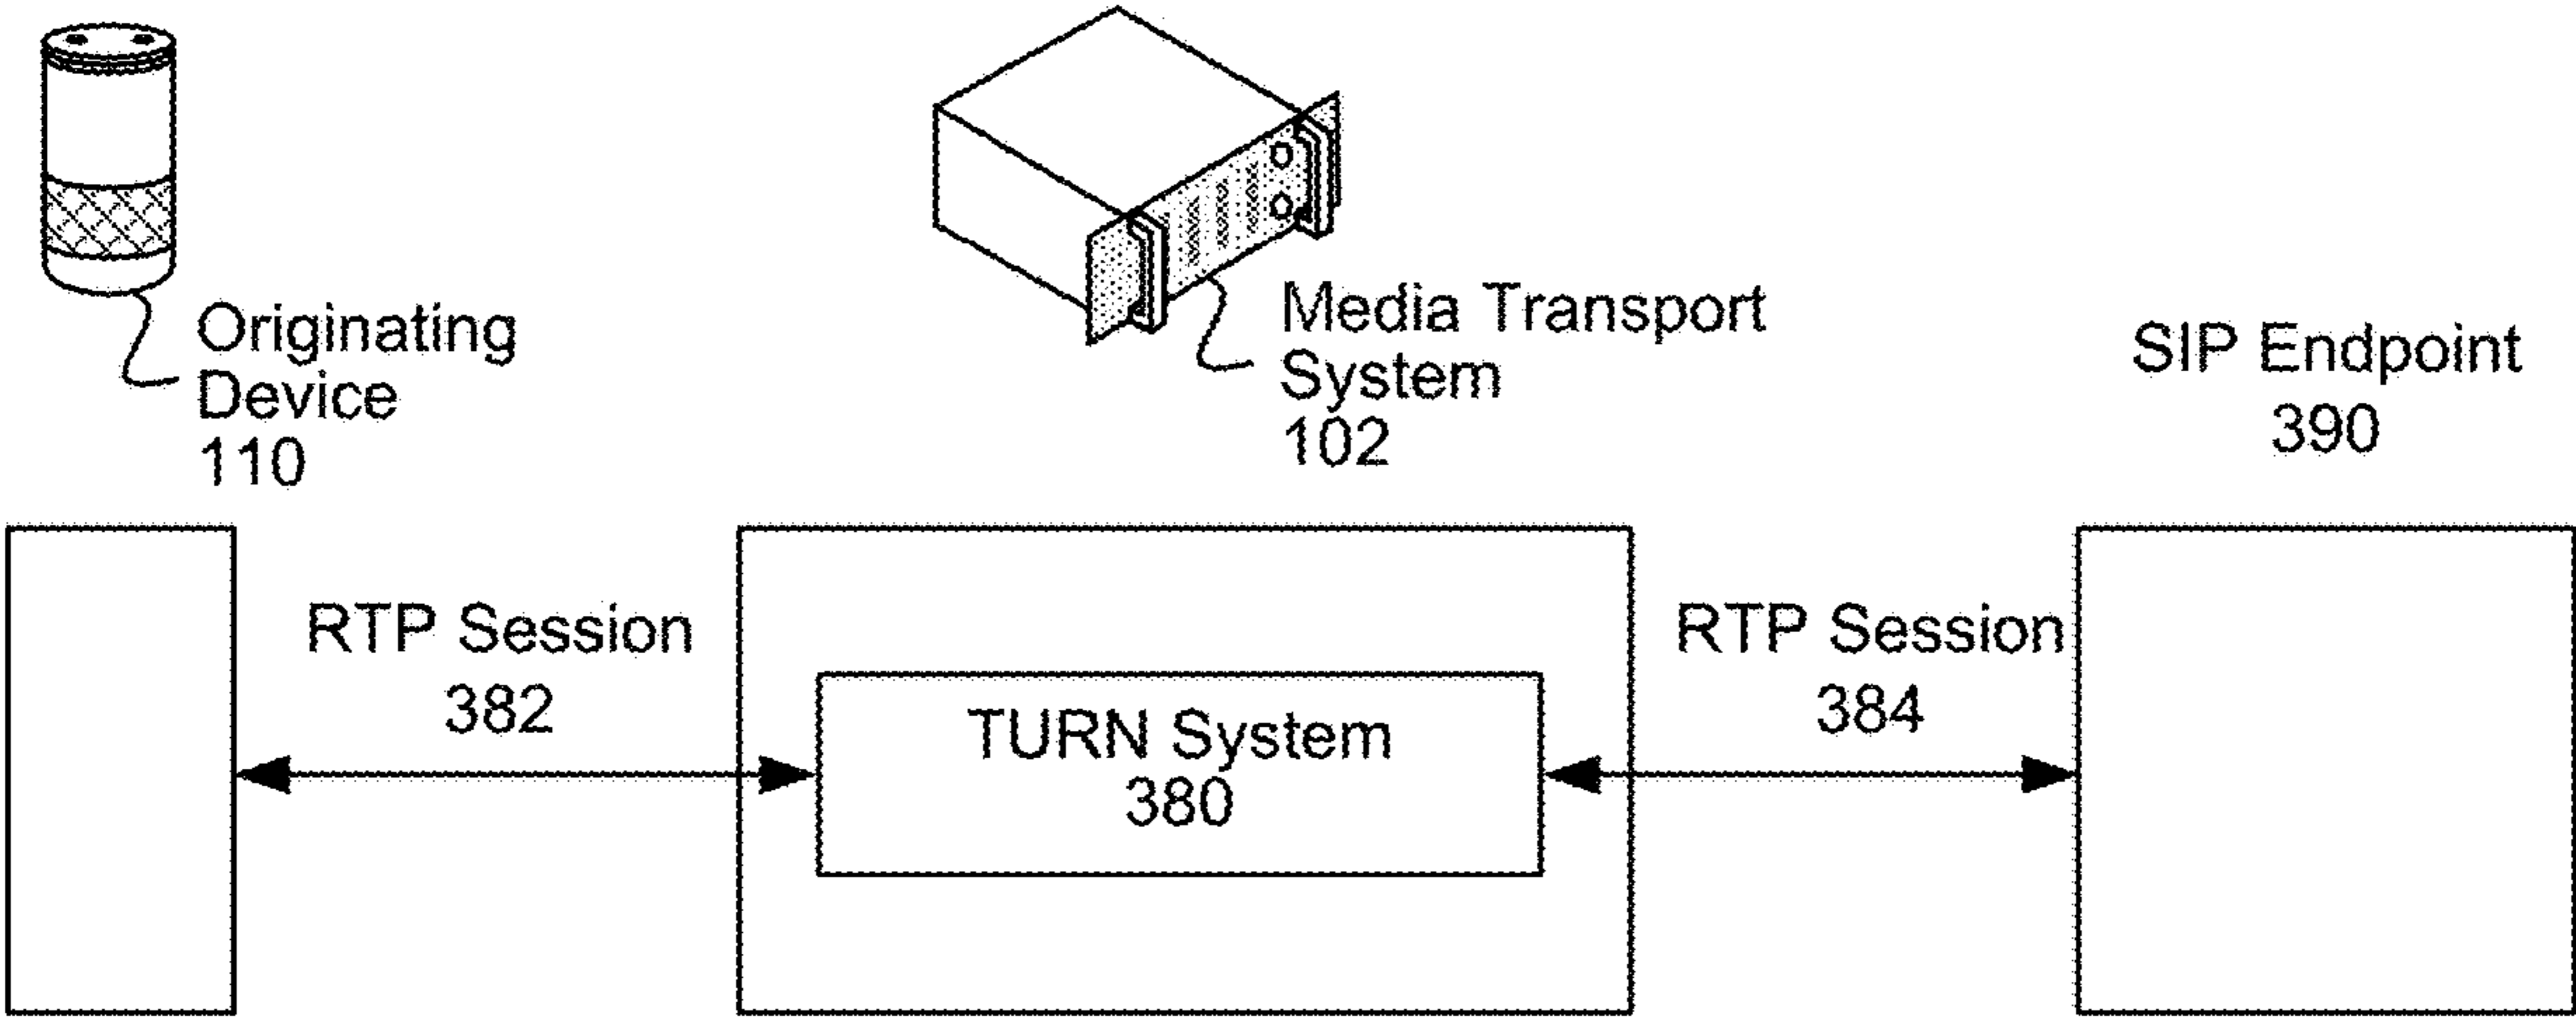 Originating
Device
110
Media Transport
System
102
SIP Endpoint
390
RTP Session
382
TURN System
380
RTP Session
384